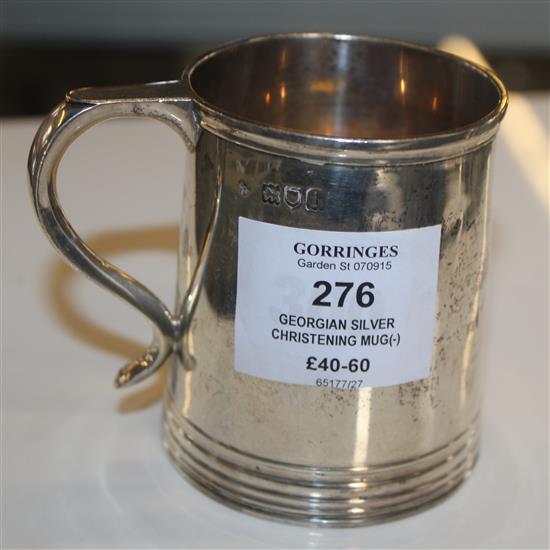 GORRINGES
Garden St 070915
276
GEORGIAN SILVER
CHRISTENING MUG(-)
£40-60
65177/27